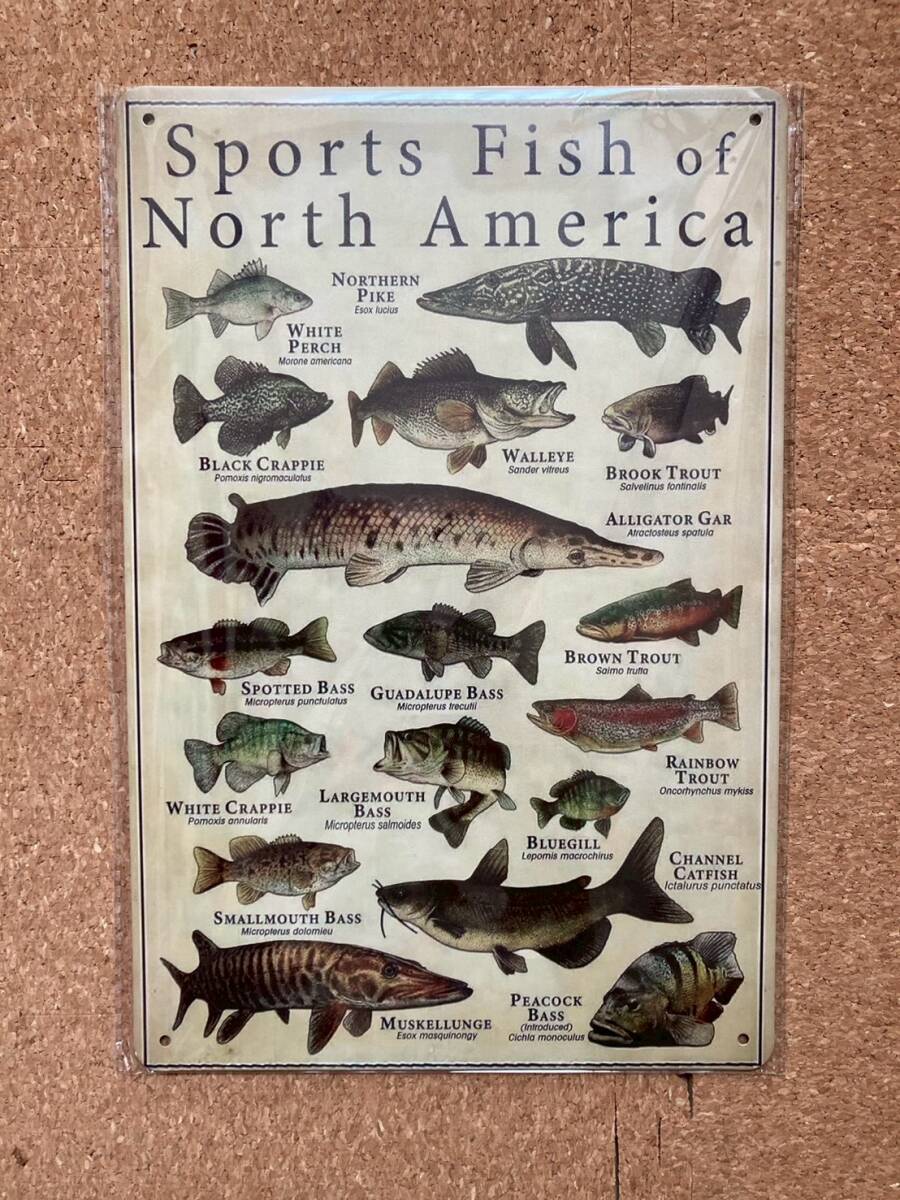 Sports Fish of
North America
NORTHERN
PIKE
Esox lucius
WHITE
PERCH
Morone americana
BLACK CRAPPIE
Pomoxis nigromaculatus
WALLEYE
Sander vitreus
BROOK TROUT
Salvelinus fontinalis
ALLIGATOR GAR
Atractosteus spatula
BROWN TROUT
Salmo trutta
SPOTTED BASS
Micropterus punctulatus
GUADALUPE BASS
Micropterus treculii
RAINBOW
TROUT
Oncorhynchus mykiss
WHITE CRAPPIE
Pomoxis annularis
LARGEMOUTH
BASS
Micropterus salmoides
BLUEGILL
Lepomis macrochirus
CHANNEL
CATFISH
Ictalurus punctatus
SMALLMOUTH BASS
Micropterus dolomieu
MUSKELLUNGE
Esox masquinongy
PEACOCK
BASS
(Introduced)
Cichla monoculus